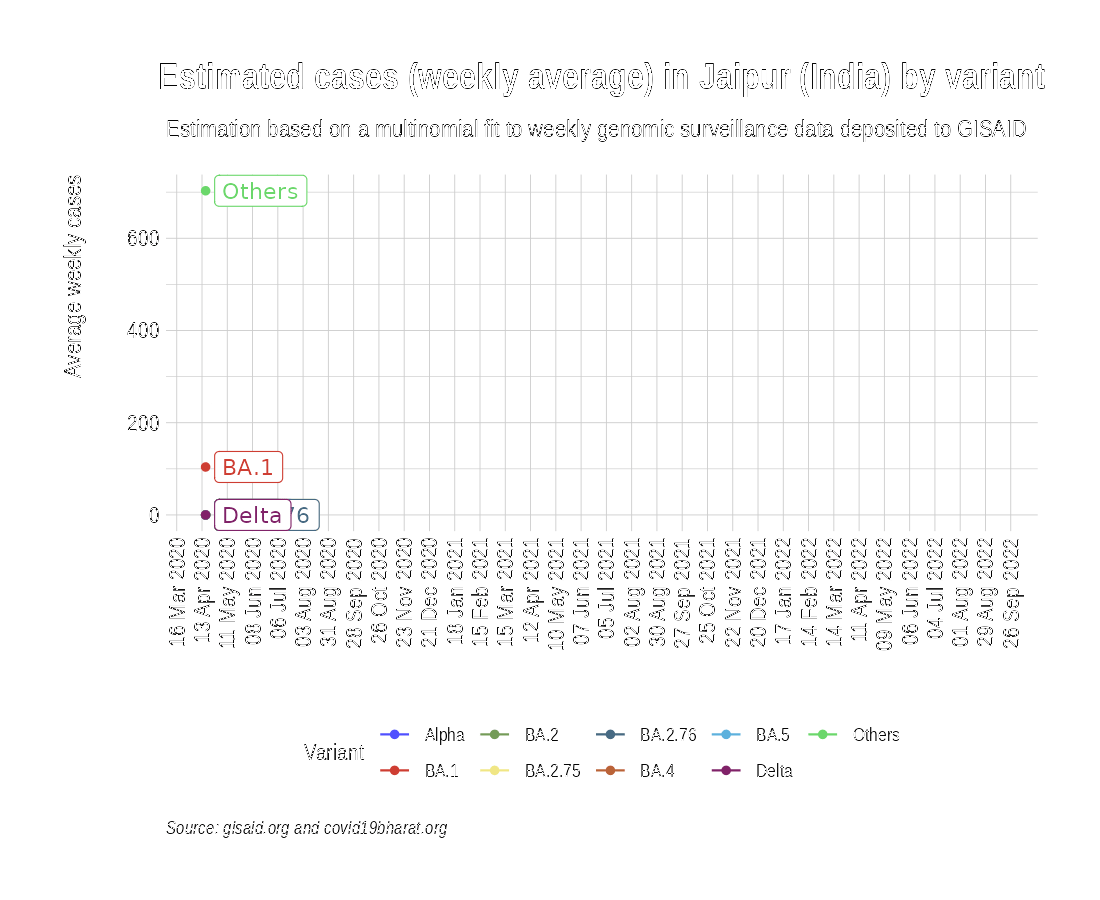 Estimated cases (weekly average) in Jaipur (India) by variant
Estimation based on a multinomial fit to weekly genomic surveillance data deposited to GISAID
Average weekly cases
600
400
200
0
Others
BA.1
Delta
76
16 Mar 2020
13 Apr 2020
11 May 2020
08 Jun 2020
06 Jul 2020
03 Aug 2020
31 Aug 2020
28 Sep 2020
26 Oct 2020
23 Nov 2020
21 Dec 2020
18 Jan 2021
15 Feb 2021
15 Mar 2021
12 Apr 2021
10 May 2021
07 Jun 2021
05 Jul 2021
02 Aug 2021
30 Aug 2021
27 Sep 2021
25 Oct 2021
22 Nov 2021
20 Dec 2021
17 Jan 2022
14 Feb 2022
14 Mar 2022
11 Apr 2022
09 May 2022
06 Jun 2022
04 Jul 2022
01 Aug 2022
29 Aug 2022
26 Sep 2022
Variant
Alpha BA.2 BA.2.76 BA.5 Others
BA.1 BA.2.75 BA.4 Delta
Source: gisaid.org and covid19bharat.org